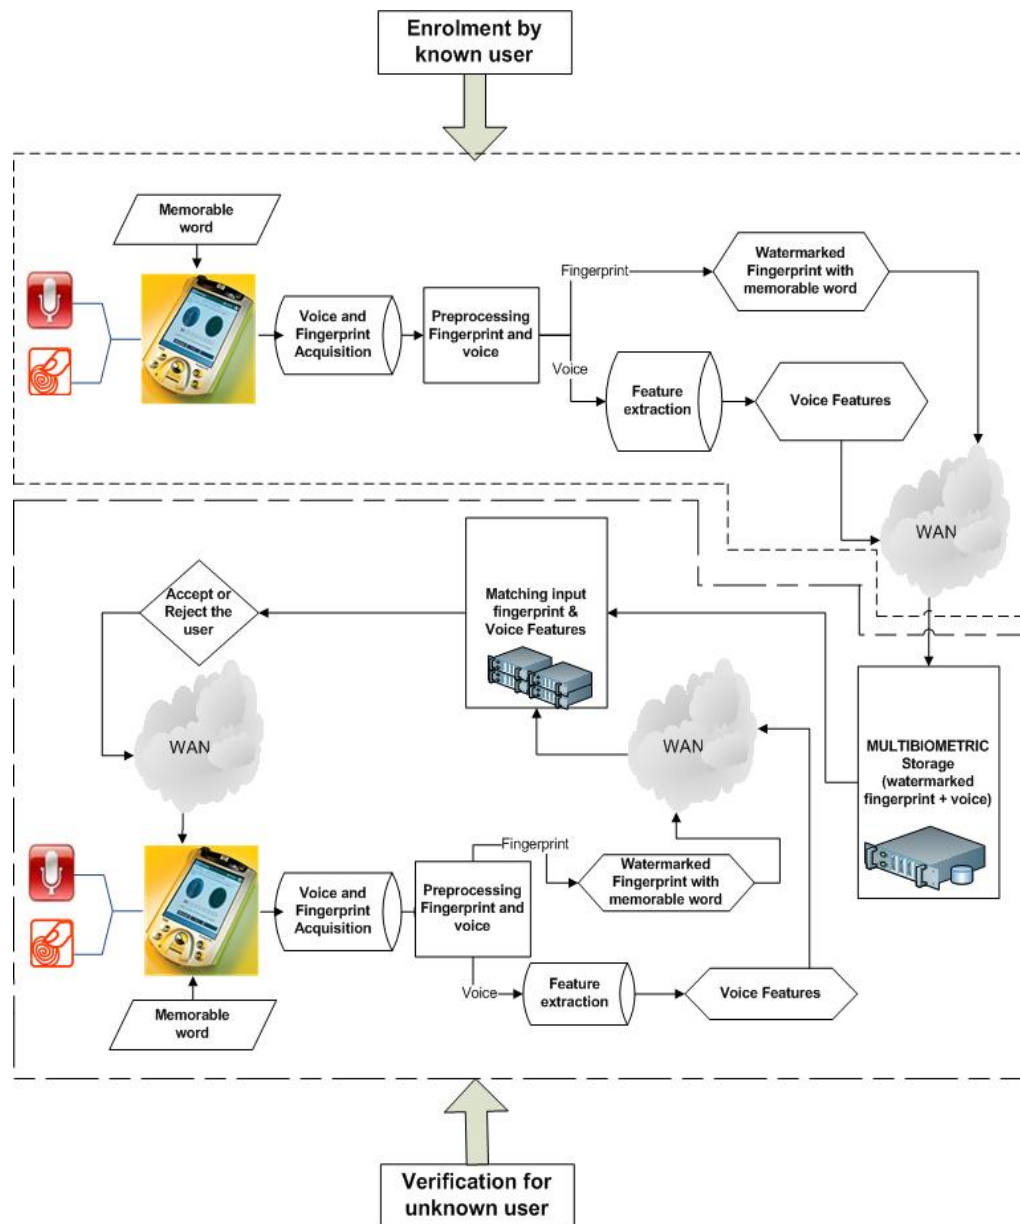 Enrolment by
known user
Memorable
word
Voice and
Fingerprint
Acquisition
Preprocessing
Fingerprint and
voice
Fingerprint
Voice
Watermarked
Fingerprint with
memorable word
Feature
extraction
Voice Features
WAN
Accept or
Reject the
user
Matching input
fingerprint &
Voice Features
WAN
WAN
MULTIBIOMETRIC
Storage
(watermarked
fingerprint + voice)
Voice and
Fingerprint
Acquisition
Preprocessing
Fingerprint and
voice
Fingerprint
Watermarked
Fingerprint with
memorable word
Voice
Feature
extraction
Voice Features
Memorable
word
Verification for
unknown user